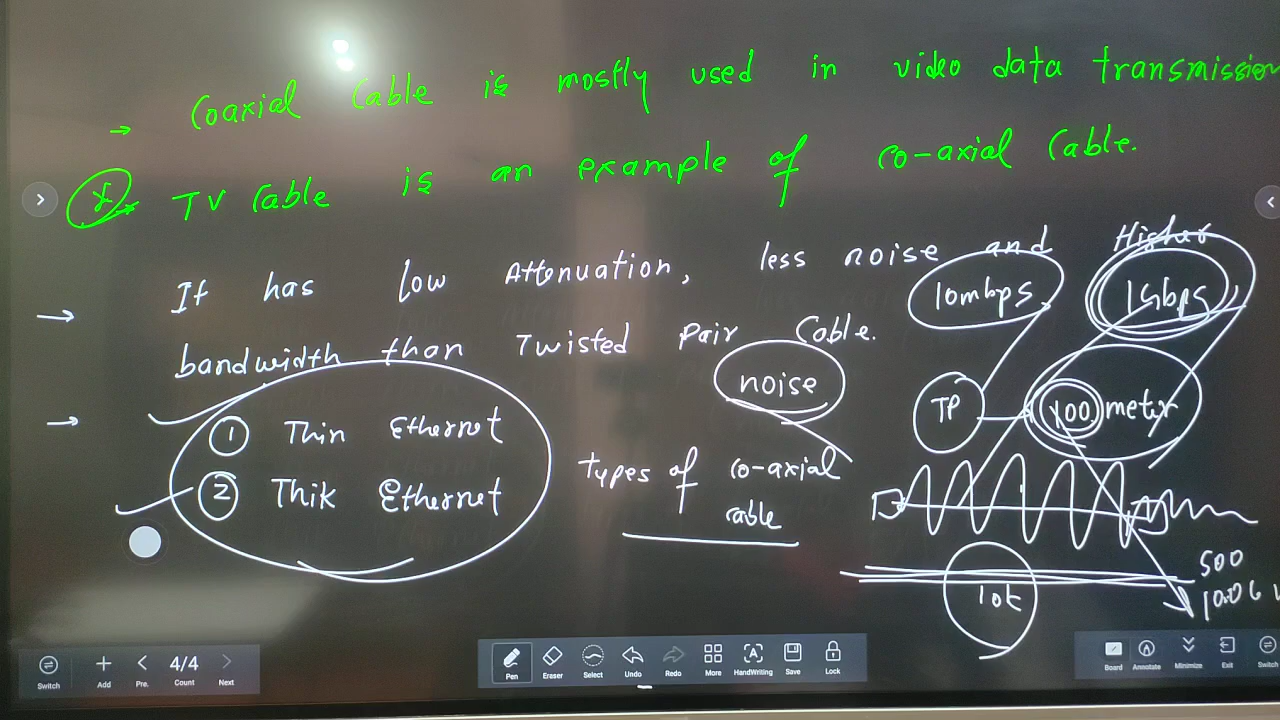 → Coaxial Cable is mostly used in video data transmission
→ TV Cable is an example of co-axial Cable.
→ It has low Attenuation, less noise and Higher
bandwidth than Twisted Pair Cable.
10mbps
1Gbps
noise
TP
100 meter
→ ① Thin Ethernet
② Thik Ethernet
types of co-axial
cable
500
Iot
Switch
Add
Pre.
4/4
Count
Next
Pen
Eraser
Select
Undo
Redo
More
HandWriting
Save
Lock
Board
Annotate
Minimize
Exit
Switch